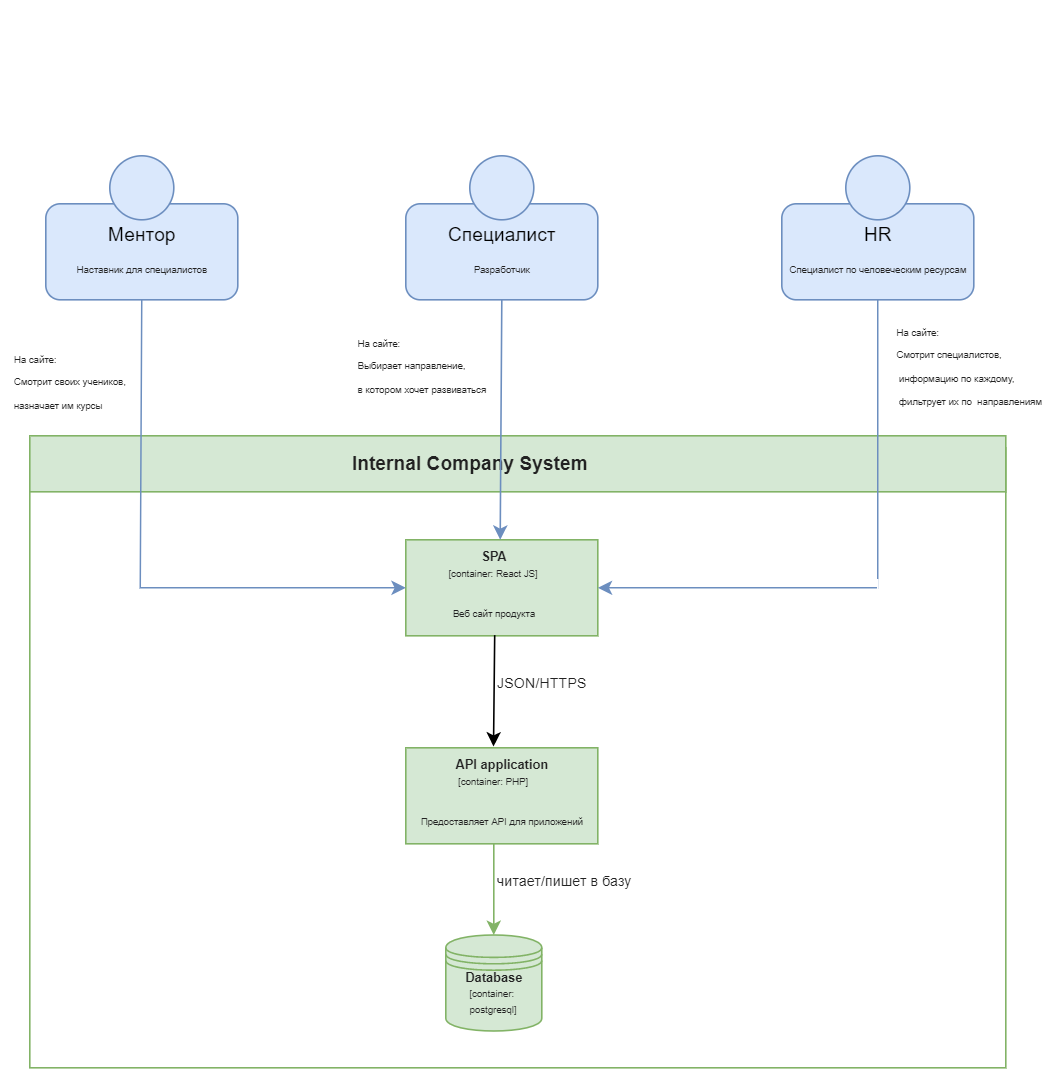 Ментор
Наставник для специалистов
Специалист
Разработчик
HR
Специалист по человеческим ресурсам
На сайте:
Смотрит своих учеников,
назначает им курсы
На сайте:
Выбирает направление,
в котором хочет развиваться
На сайте:
Смотрит специалистов,
информацию по каждому,
фильтрует их по направлениям
Internal Company System
SPA
[container: React JS]
Веб сайт продукта
JSON/HTTPS
API application
[container: PHP]
Предоставляет API для приложений
читает/пишет в базу
Database
[container:
postgresql]